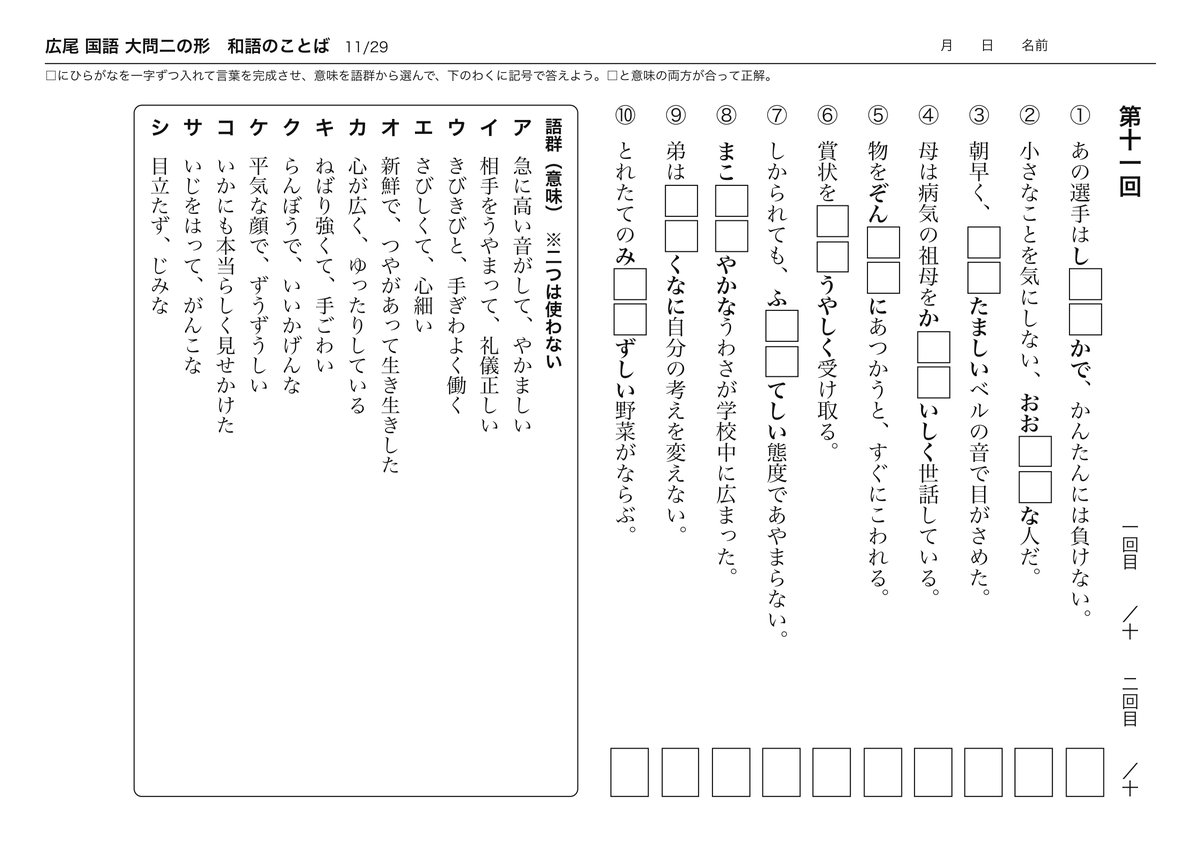 広尾 国語 大問二の形　和語のことば　11/29
月　　日　　名前
□にひらがなを一字ずつ入れて言葉を完成させ、意味を語群から選んで、下のわくに記号で答えよう。□と意味の両方が合って正解。
第十一回　一回目　／十　二回目　／十
① あの選手はし□□かで、かんたんには負けない。
② 小さなことを気にしない、おお□□な人だ。
③ 朝早く、□□たましいベルの音で目がさめた。
④ 母は病気の祖母をか□□いしく世話している。
⑤ 物をぞん□□にあつかうと、すぐにこわれる。
⑥ 賞状を□□うやしく受け取る。
⑦ しかられても、ふ□□てしい態度であやまらない。
⑧ まこ□□やかなうわさが学校中に広まった。
⑨ 弟は□□くなに自分の考えを変えない。
⑩ とれたてのみ□□ずしい野菜がならぶ。
語群（意味）　※二つは使わない
ア　急に高い音がして、やかましい
イ　相手をうやまって、礼儀正しい
ウ　きびきびと、手ぎわよく働く
エ　さびしくて、心細い
オ　新鮮で、つやがあって生き生きした
カ　心が広く、ゆったりしている
キ　ねばり強くて、手ごわい
ク　らんぼうで、いいかげんな
ケ　平気な顔で、ずうずうしい
コ　いかにも本当らしく見せかけた
サ　いじをはって、がんこな
シ　目立たず、じみな